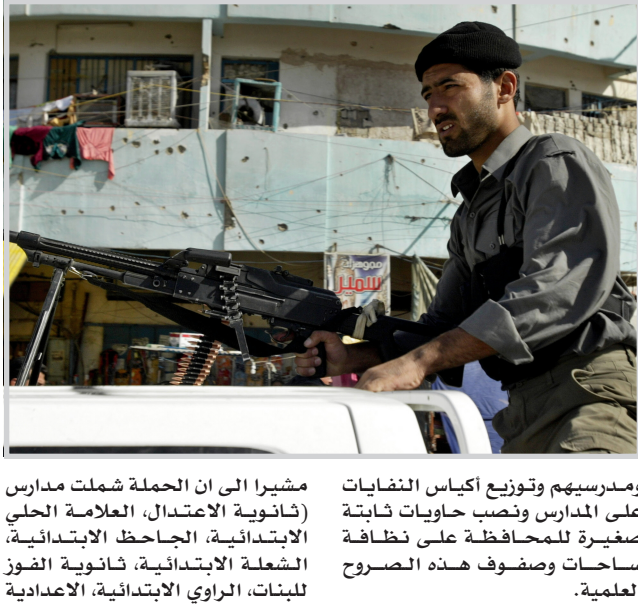 مجوهرات
سمير
ومدرسيهم وتوزيع أكياس النفايات
على المدارس ونصب حاويات ثابتة
صغيرة للمحافظة على نظافة
ساحات وصفوف هذه الصروح
العلمية.
مشيرا الى ان الحملة شملت مدارس
(ثانوية الاعتدال، العلامة الحلي
الابتدائية، الجاحظ الابتدائية،
الشعلة الابتدائية، ثانوية الفوز
للبنات، الراوي الابتدائية، الاعدادية